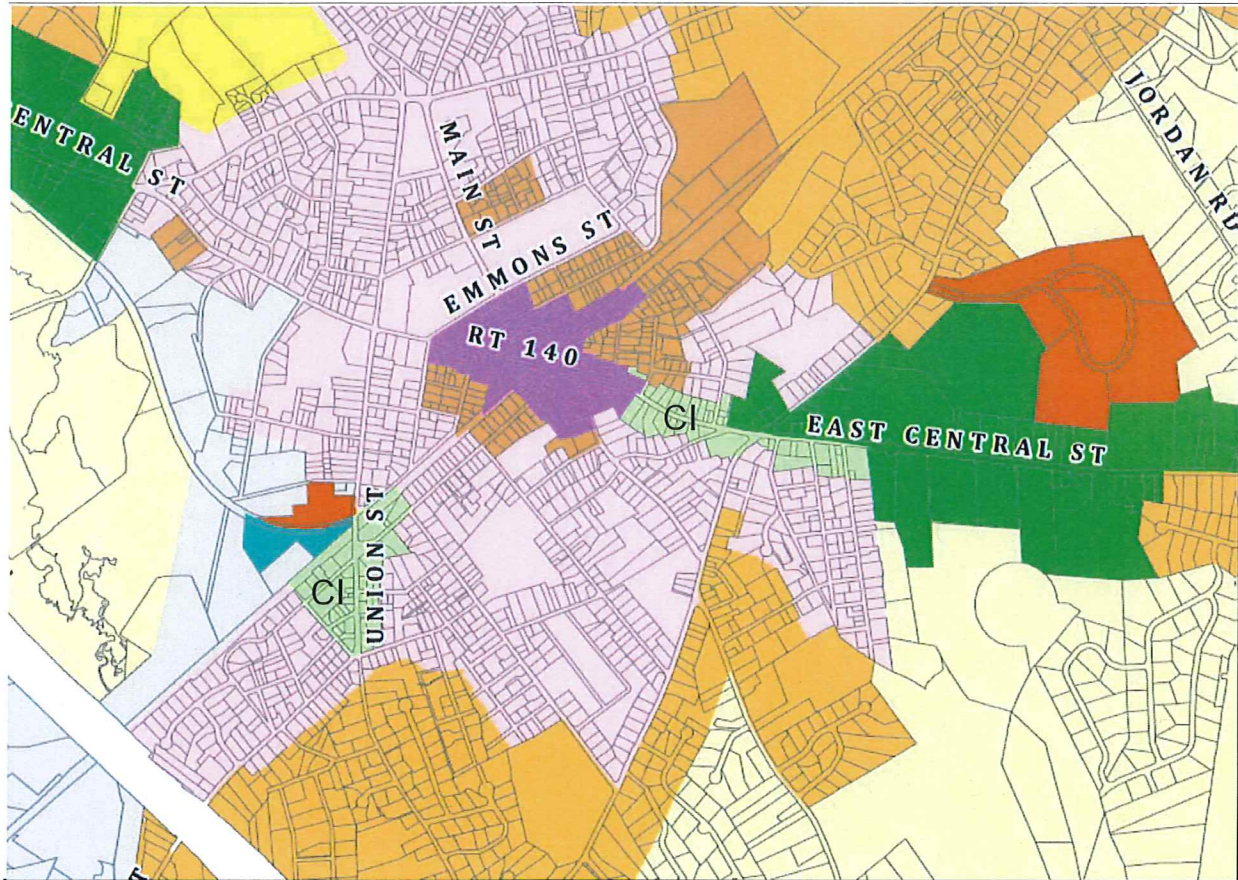 ENTRAL ST
MAIN ST
JORDAN RD
EMMONS ST
RT 140
CI
EAST CENTRAL ST
UNION ST
CI
T